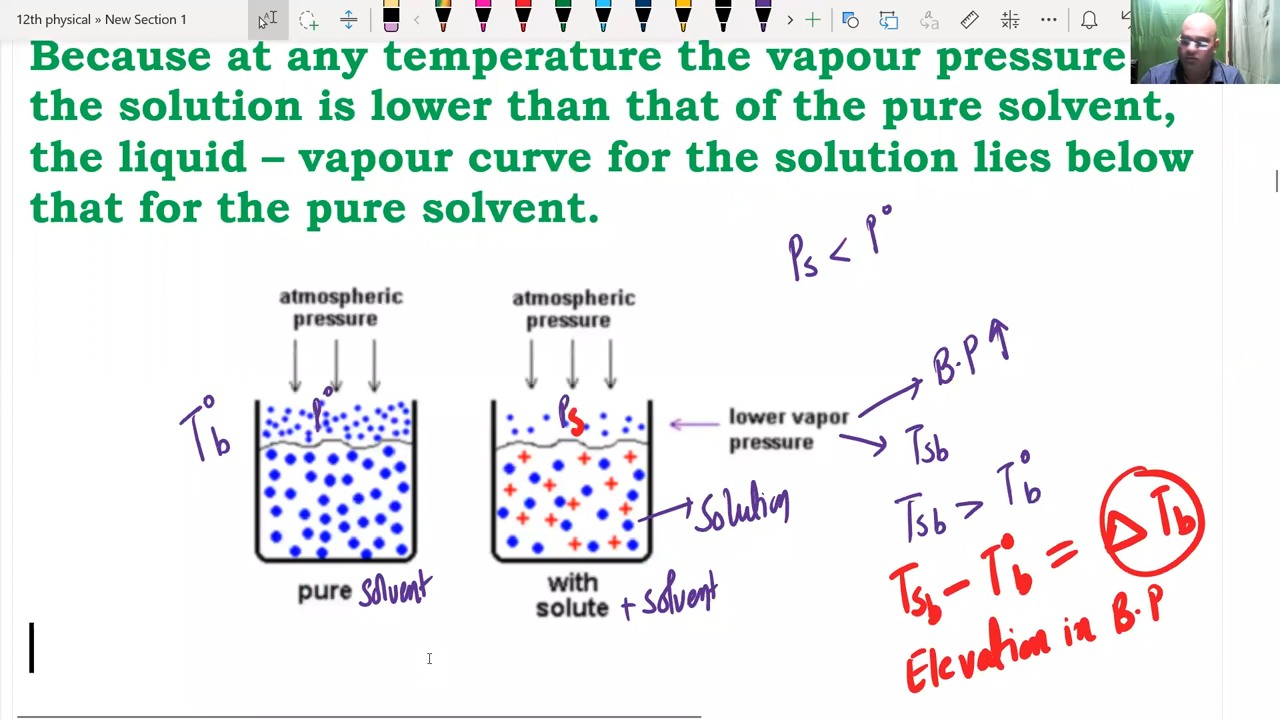 12th physical » New Section 1
Because at any temperature the vapour pressure
the solution is lower than that of the pure solvent,
the liquid – vapour curve for the solution lies below
that for the pure solvent.
Ps < P°
atmospheric
pressure
atmospheric
pressure
B.P ↑
T°b
P°
Ps
lower vapor
pressure
Tsb
Tsb > T°b
Solution
Tsb – T°b = ΔTb
pure solvent
with
solute + solvent
Elevation in B.P